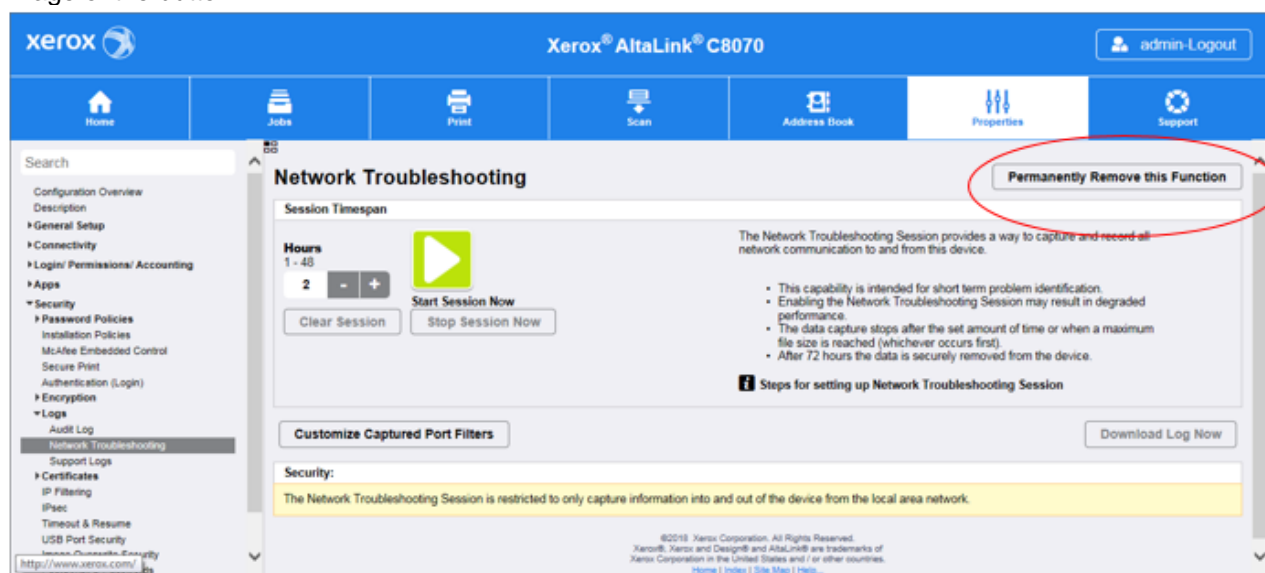 xerox
Xerox® AltaLink® C8070
admin-Logout
Home
Jobs
Print
Scan
Address Book
Properties
Support
Search
Configuration Overview
Description
General Setup
Connectivity
Login/ Permissions/ Accounting
Apps
Security
Password Policies
Installation Policies
McAfee Embedded Control
Secure Print
Authentication (Login)
Encryption
Logs
Audit Log
Network Troubleshooting
Support Logs
Certificates
IP Filtering
IPsec
Timeout & Resume
USB Port Security
http://www.xerox.com/
Network Troubleshooting
Permanently Remove this Function
Session Timespan
Hours
1 - 48
2 - +
Start Session Now
Clear Session
Stop Session Now
The Network Troubleshooting Session provides a way to capture and record all
network communication to and from this device.
• This capability is intended for short term problem identification.
• Enabling the Network Troubleshooting Session may result in degraded
performance.
• The data capture stops after the set amount of time or when a maximum
file size is reached (whichever occurs first).
• After 72 hours the data is securely removed from the device.
Steps for setting up Network Troubleshooting Session
Customize Captured Port Filters
Download Log Now
Security:
The Network Troubleshooting Session is restricted to only capture information into and out of the device from the local area network.
©2018 Xerox Corporation. All Rights Reserved.
Xerox®, Xerox and Design® and AltaLink® are trademarks of
Xerox Corporation in the United States and / or other countries.
Home | Index | Site Map | Help...